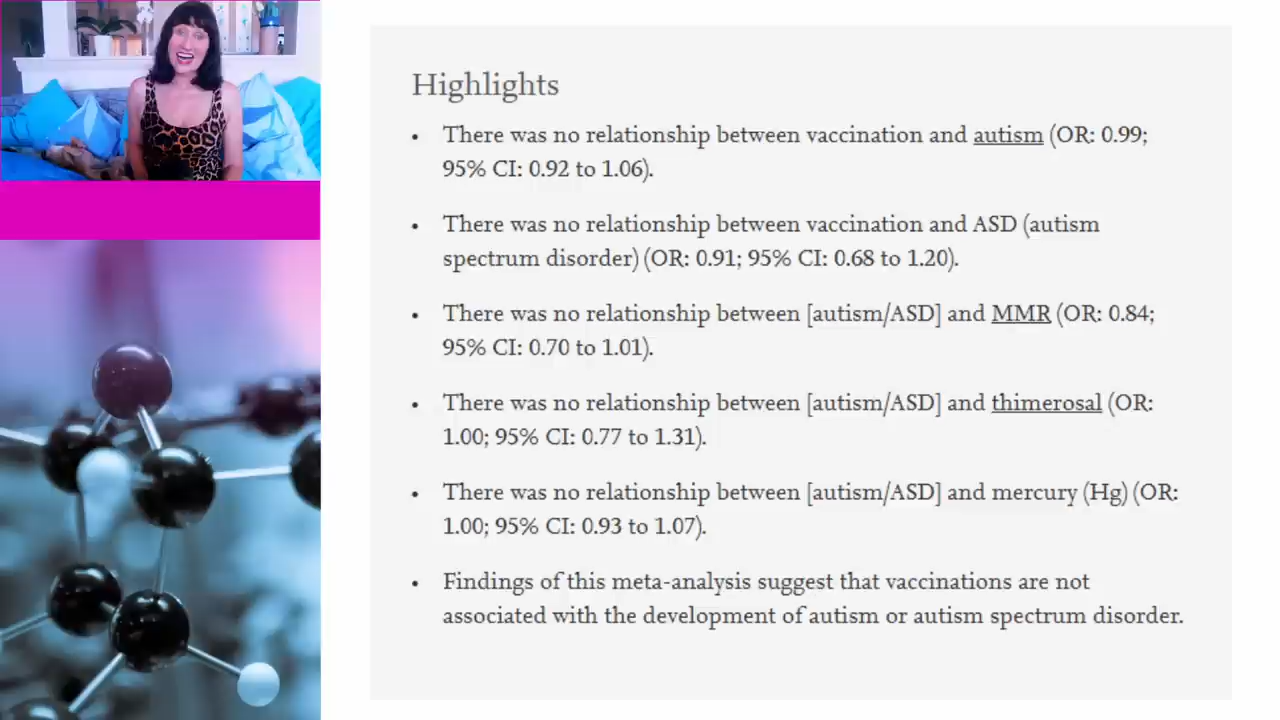 Highlights
• There was no relationship between vaccination and autism (OR: 0.99;
95% CI: 0.92 to 1.06).
• There was no relationship between vaccination and ASD (autism
spectrum disorder) (OR: 0.91; 95% CI: 0.68 to 1.20).
• There was no relationship between [autism/ASD] and MMR (OR: 0.84;
95% CI: 0.70 to 1.01).
• There was no relationship between [autism/ASD] and thimerosal (OR:
1.00; 95% CI: 0.77 to 1.31).
• There was no relationship between [autism/ASD] and mercury (Hg) (OR:
1.00; 95% CI: 0.93 to 1.07).
• Findings of this meta-analysis suggest that vaccinations are not
associated with the development of autism or autism spectrum disorder.